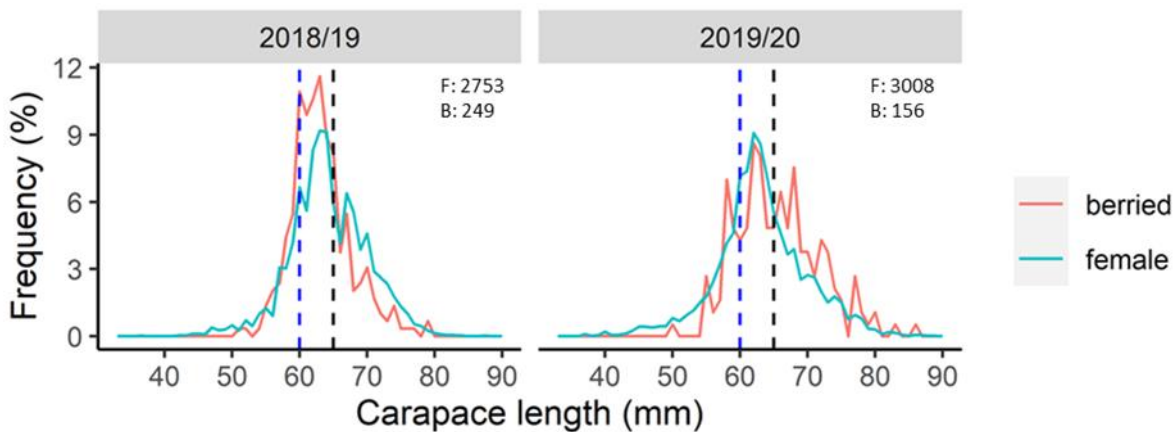 2018/19
2019/20
Frequency (%)
12
9
6
3
0
F: 2753
B: 249
F: 3008
B: 156
berried
female
40 50 60 70 80 90
40 50 60 70 80 90
Carapace length (mm)